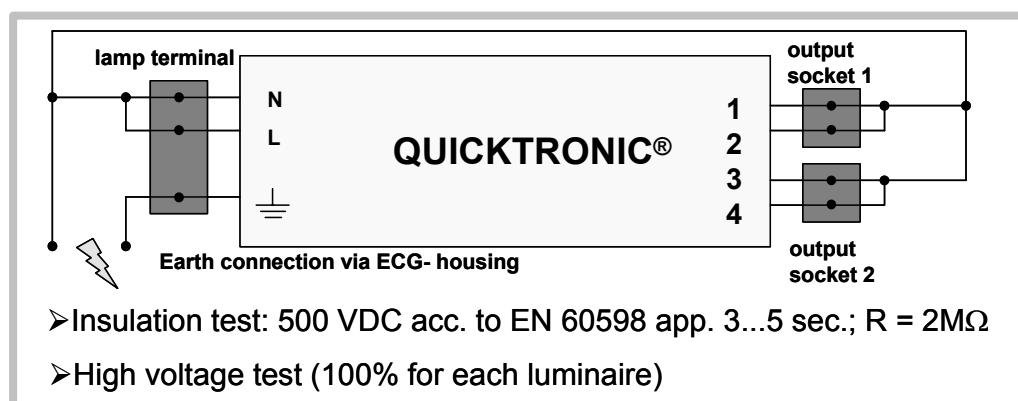 lamp terminal
output
socket 1
N
L
QUICKTRONIC®
1
2
3
4
Earth connection via ECG- housing
output
socket 2
➢Insulation test: 500 VDC acc. to EN 60598 app. 3...5 sec.; R = 2MΩ
➢High voltage test (100% for each luminaire)